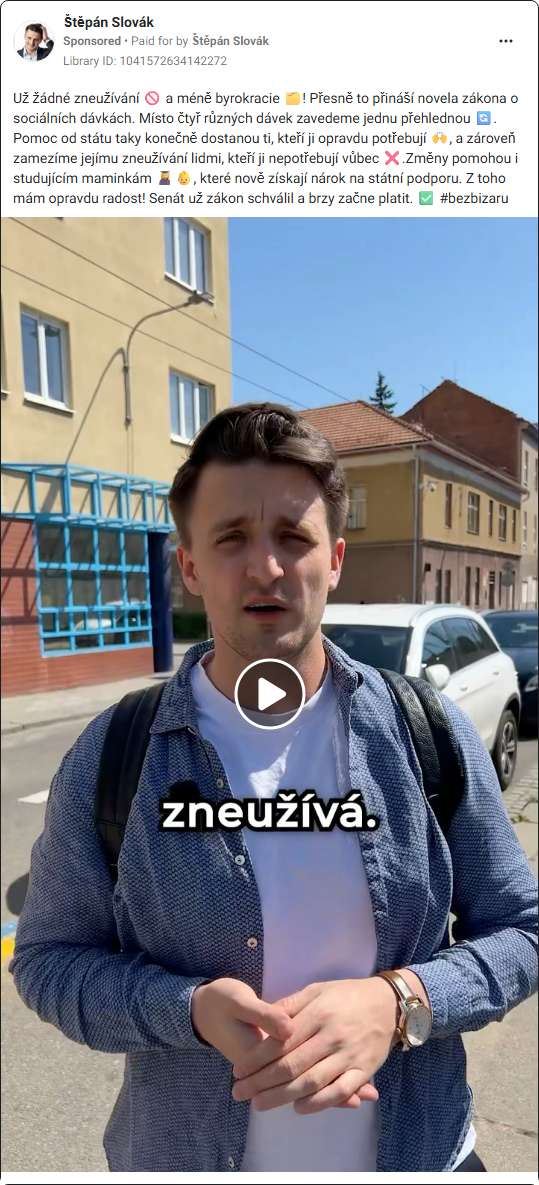 Štěpán Slovák
Sponsored • Paid for by Štěpán Slovák
Library ID: 1041572634142272
Už žádné zneužívání 🚫 a méně byrokracie 🗂️! Přesně to přináší novela zákona o
sociálních dávkách. Místo čtyř různých dávek zavedeme jednu přehlednou 🔄.
Pomoc od státu taky konečně dostanou ti, kteří ji opravdu potřebují 🙌, a zároveň
zamezíme jejímu zneužívání lidmi, kteří ji nepotřebují vůbec ❌.Změny pomohou i
studujícím maminkám 👩‍🎓👶, které nově získají nárok na státní podporu. Z toho
mám opravdu radost! Senát už zákon schválil a brzy začne platit. ✅ #bezbizaru
zneužívá.